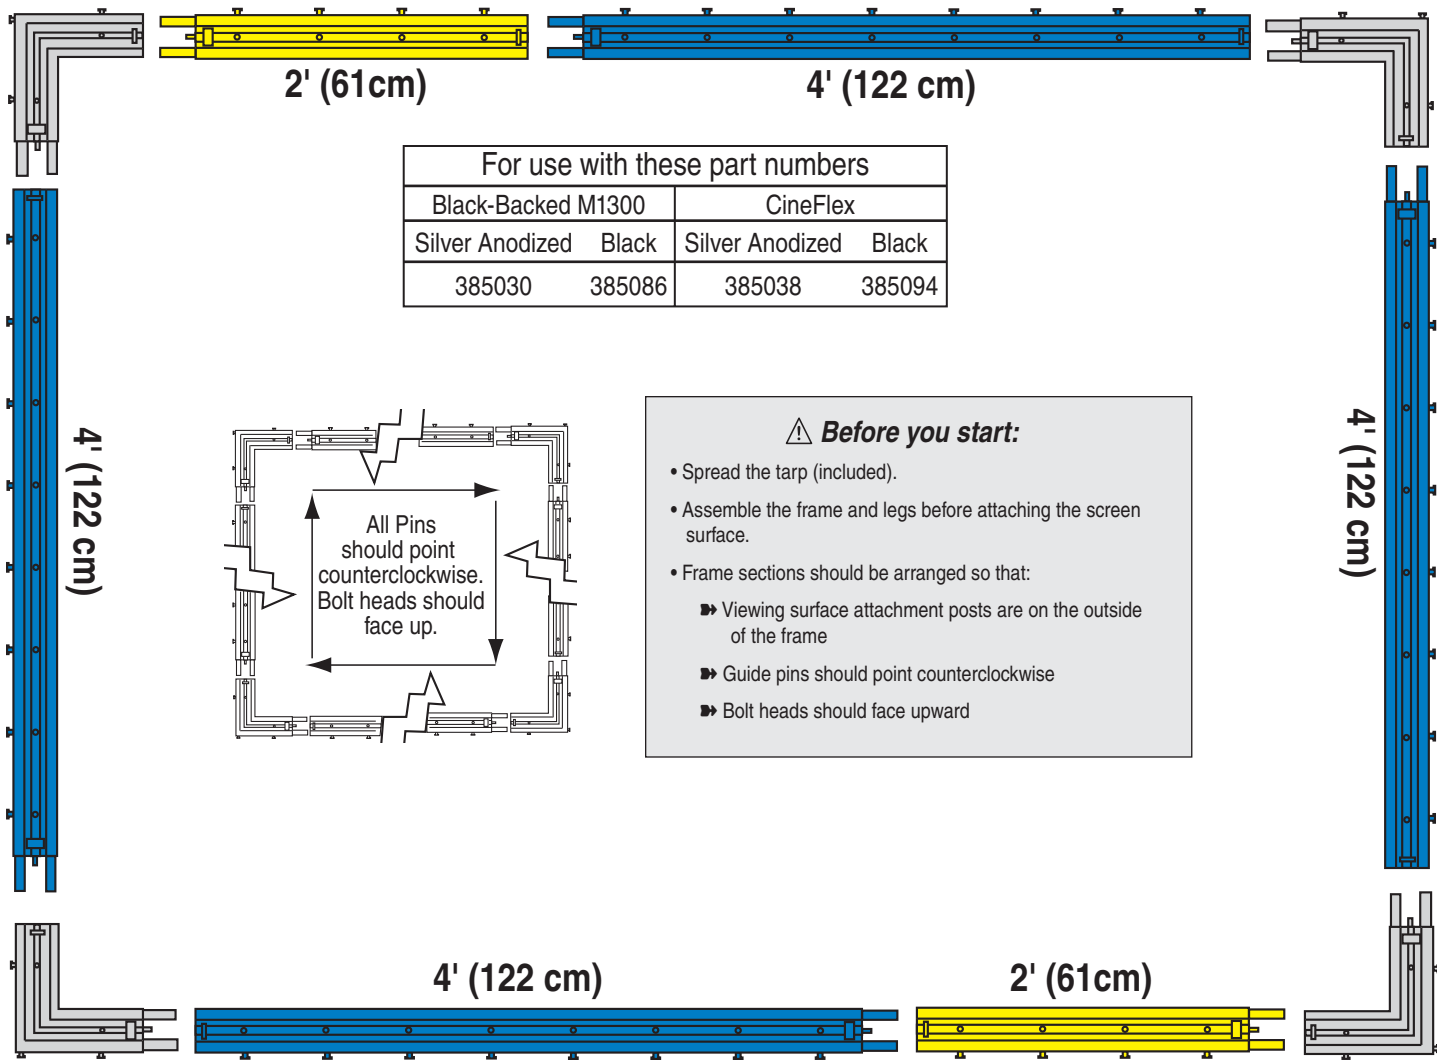 2' (61cm)
4' (122 cm)
For use with these part numbers
Black-Backed M1300 CineFlex
Silver Anodized Black Silver Anodized Black
385030 385086 385038 385094
4' (122 cm)
4' (122 cm)
All Pins
should point
counterclockwise.
Bolt heads should
face up.
⚠ Before you start:
• Spread the tarp (included).
• Assemble the frame and legs before attaching the screen
surface.
• Frame sections should be arranged so that:
➽ Viewing surface attachment posts are on the outside
of the frame
➽ Guide pins should point counterclockwise
➽ Bolt heads should face upward
4' (122 cm)
2' (61cm)